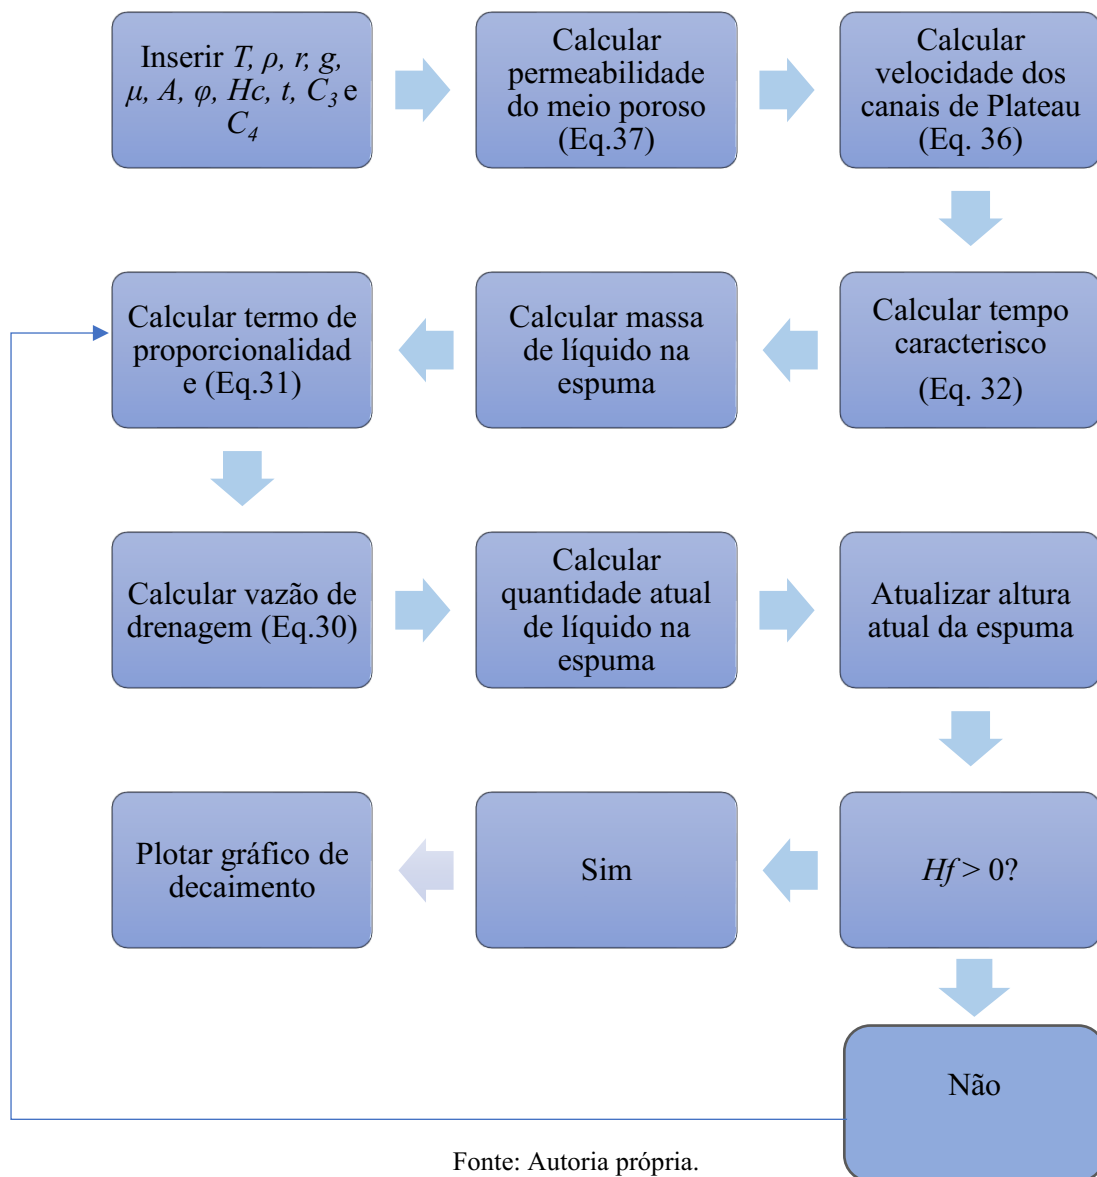 Inserir T, ρ, r, g,
μ, A, φ, Hc, t, C₃ e
C₄
Calcular
permeabilidade
do meio poroso
(Eq.37)
Calcular
velocidade dos
canais de Plateau
(Eq. 36)
Calcular termo de
proporcionalidad
e (Eq.31)
Calcular massa
de líquido na
espuma
Calcular tempo
caracterisco
(Eq. 32)
Calcular vazão de
drenagem (Eq.30)
Calcular
quantidade atual
de líquido na
espuma
Atualizar altura
atual da espuma
Plotar gráfico de
decaimento
Sim
Hf > 0?
Não
Fonte: Autoria própria.